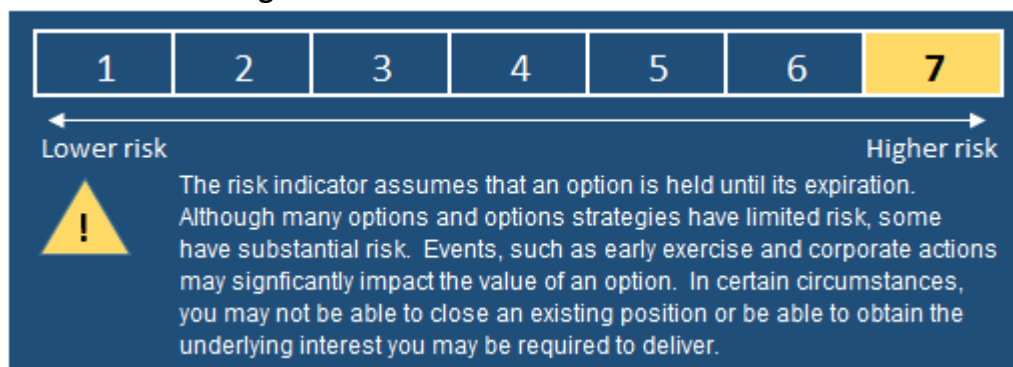 1 2 3 4 5 6 7
Lower risk Higher risk
The risk indicator assumes that an option is held until its expiration.
Although many options and options strategies have limited risk, some
have substantial risk.  Events, such as early exercise and corporate actions
may signficantly impact the value of an option.  In certain circumstances,
you may not be able to close an existing position or be able to obtain the
underlying interest you may be required to deliver.
!